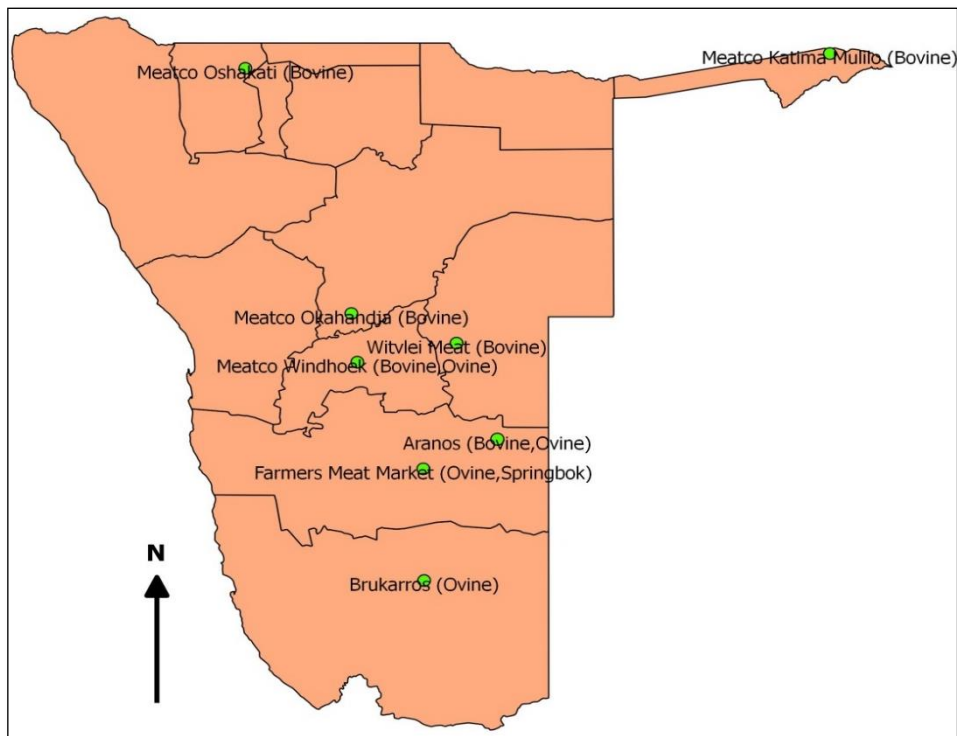 Meatco Katima Mulilo (Bovine)
Meatco Oshakati (Bovine)
Meatco Okahandja (Bovine)
Witvlei Meat (Bovine)
Meatco Windhoek (Bovine,Ovine)
Aranos (Bovine,Ovine)
Farmers Meat Market (Ovine,Springbok)
N
Brukarros (Ovine)